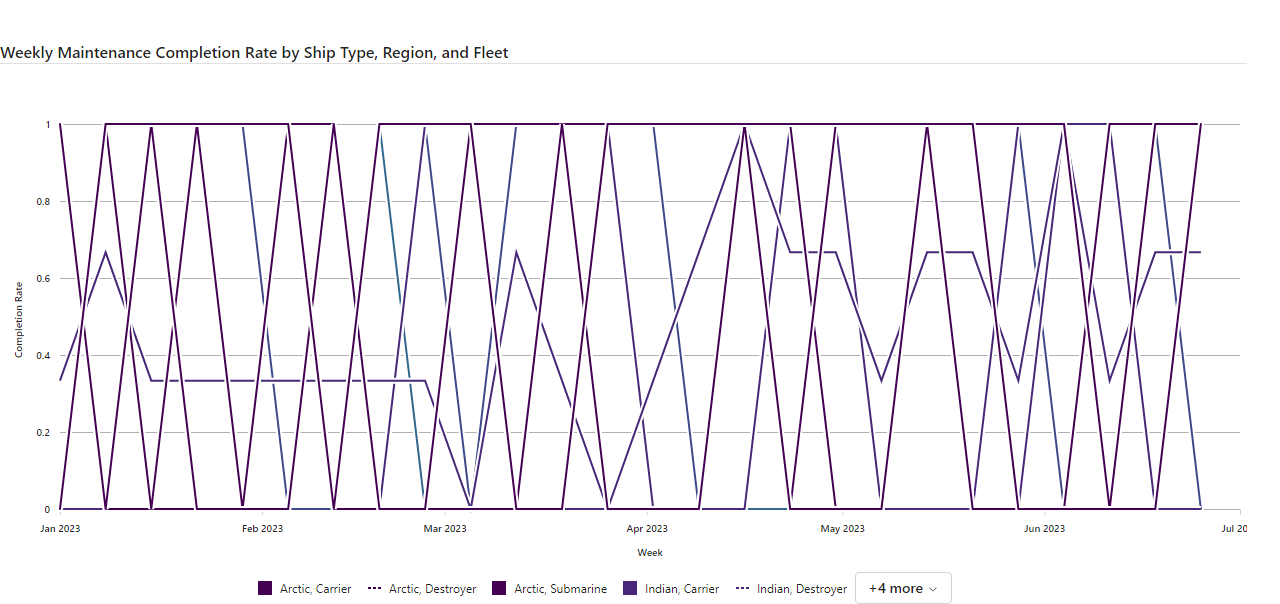 Weekly Maintenance Completion Rate by Ship Type, Region, and Fleet
1
0.8
0.6
0.4
0.2
0
Completion Rate
Jan 2023 Feb 2023 Mar 2023 Apr 2023 May 2023 Jun 2023 Jul 20
Week
Arctic, Carrier Arctic, Destroyer Arctic, Submarine Indian, Carrier Indian, Destroyer +4 more